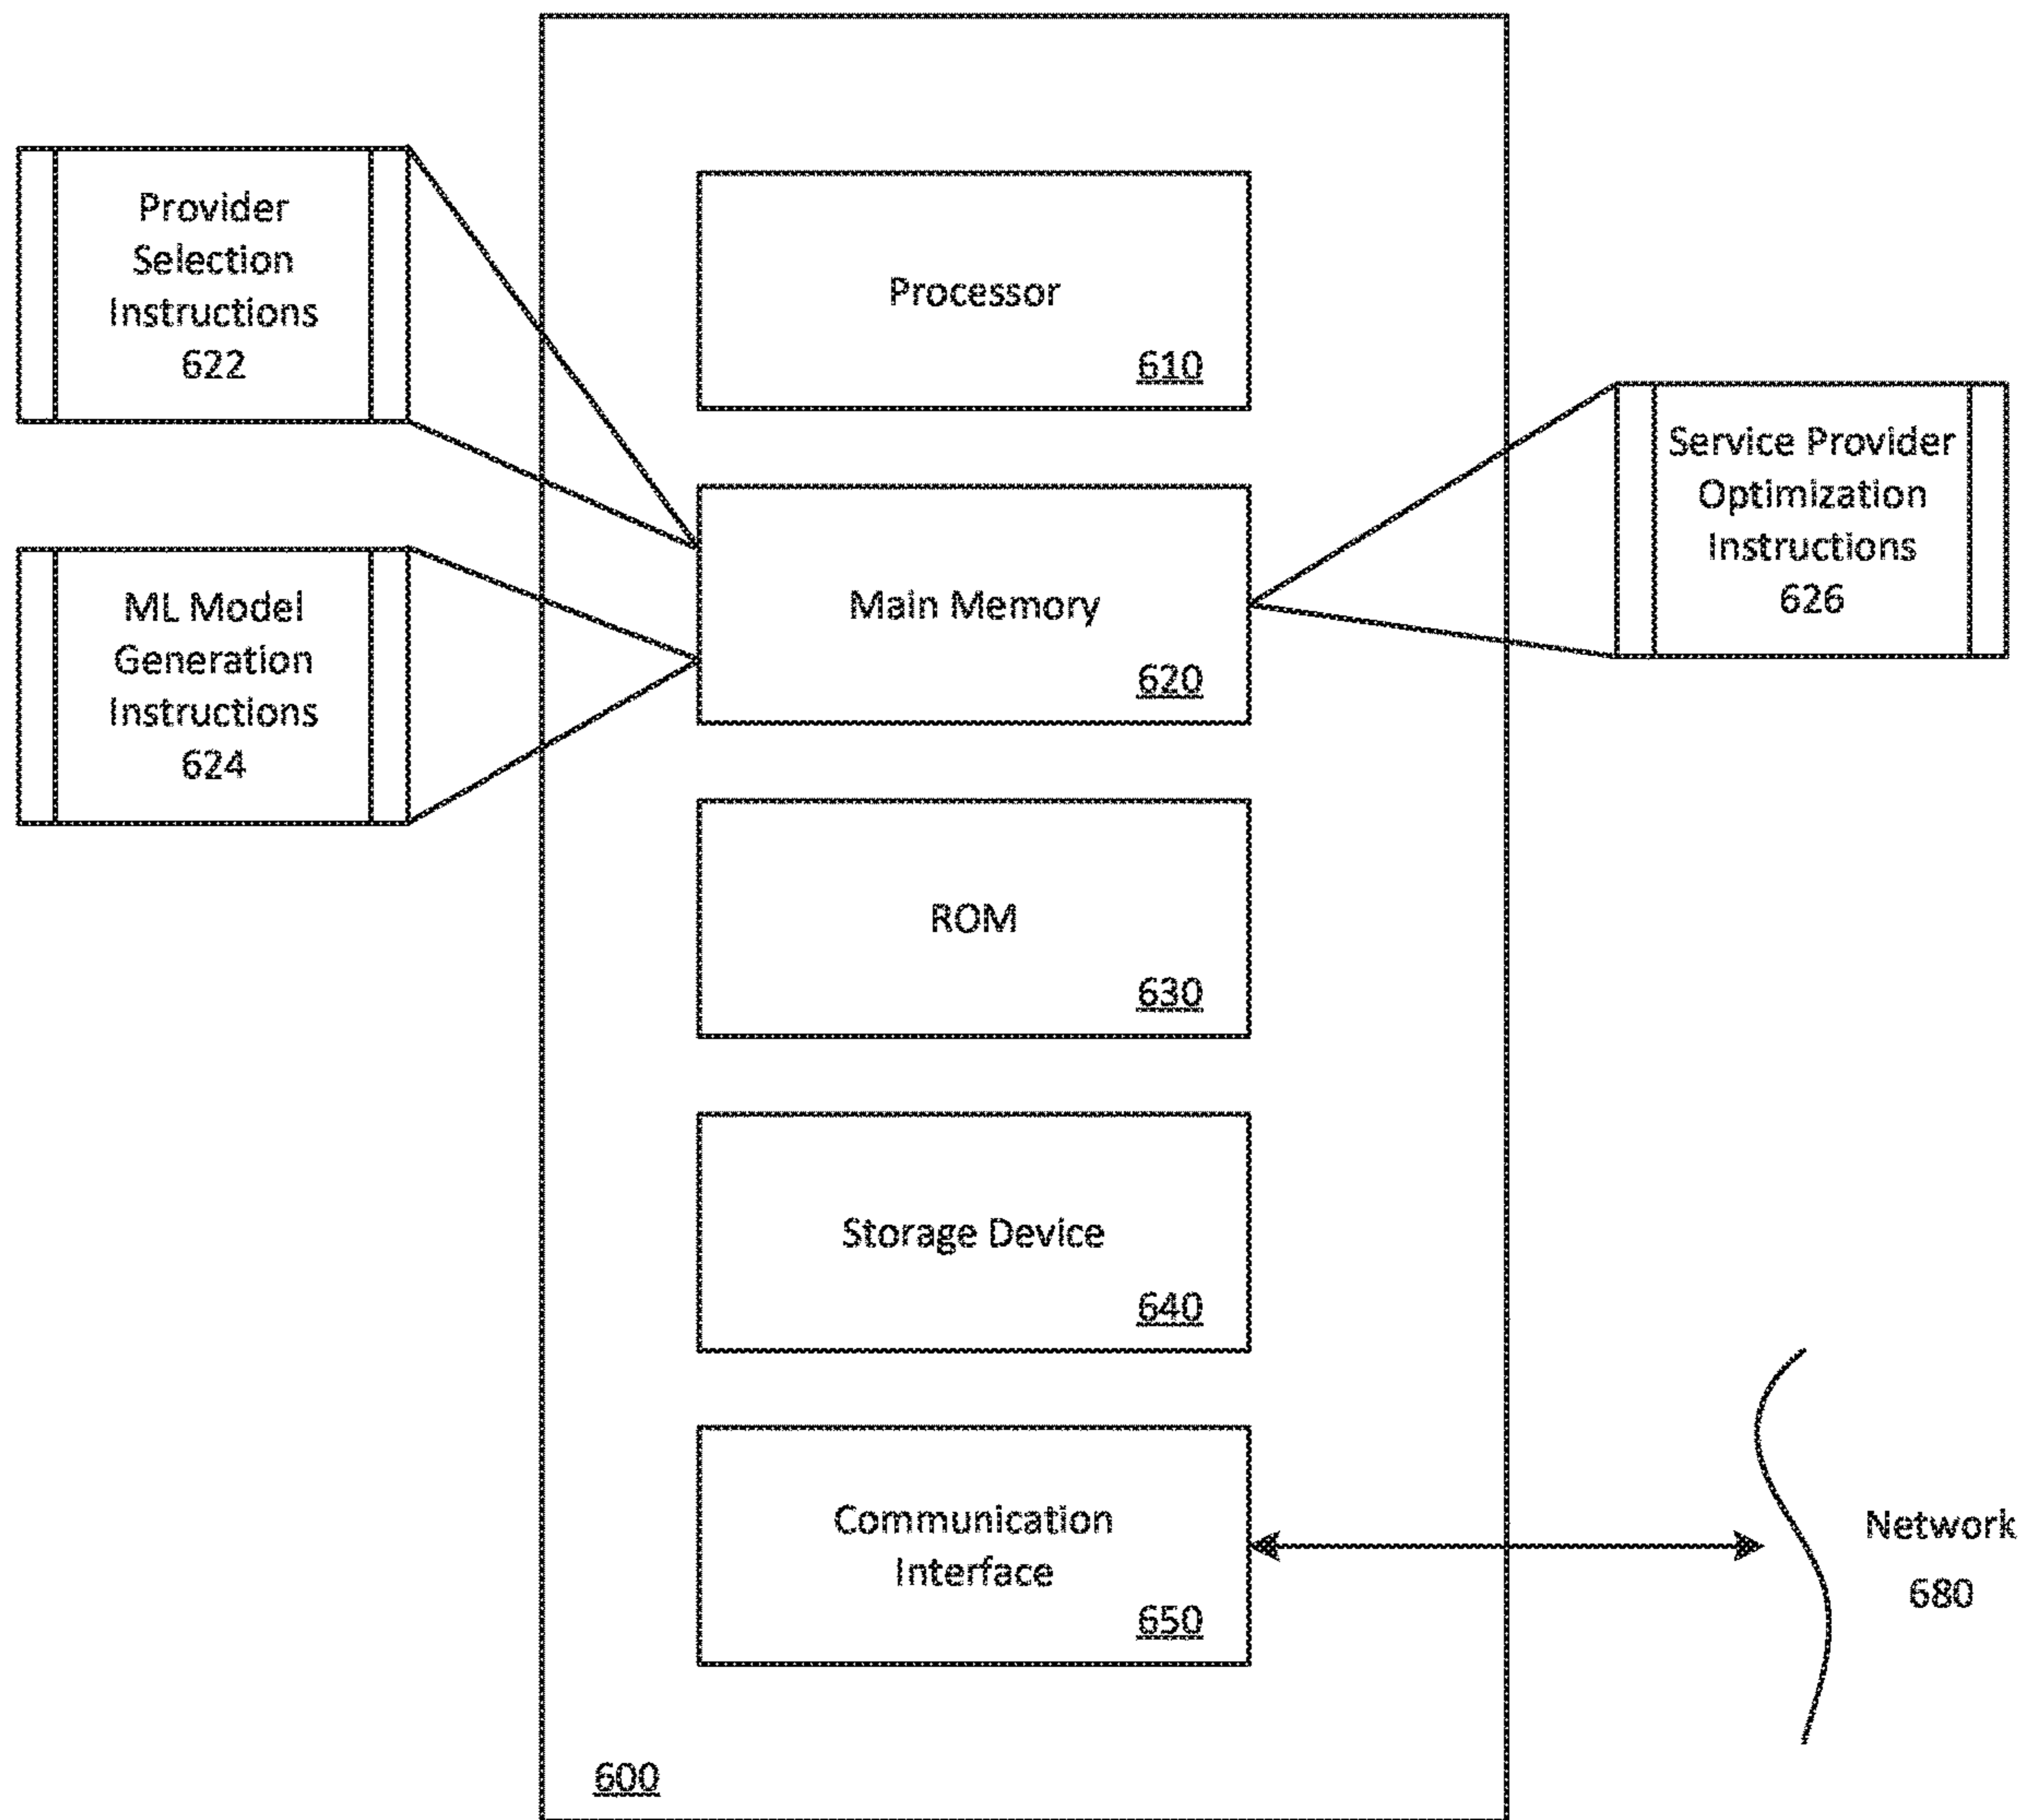 Provider
Selection
Instructions
622
ML Model
Generation
Instructions
624
Processor
610
Main Memory
620
ROM
630
Storage Device
640
Communication
Interface
650
600
Service Provider
Optimization
Instructions
626
Network
680